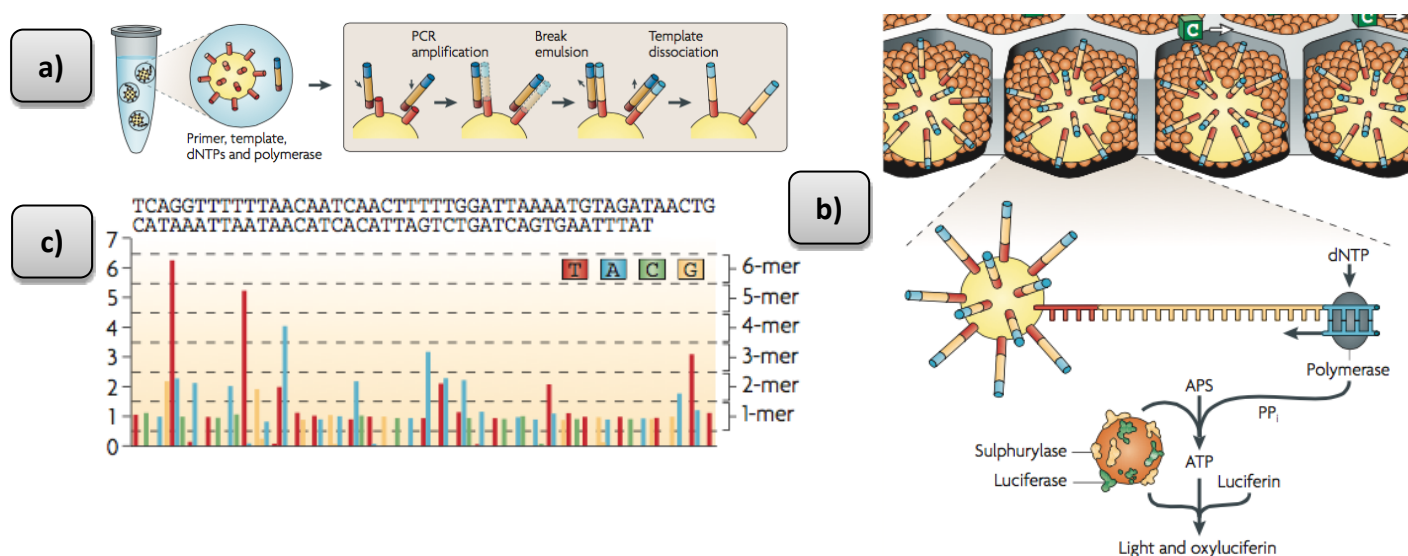 a)
PCR
amplification
Break
emulsion
Template
dissociation
Primer, template,
dNTPs and polymerase
c)
TCAGGTTTTTTAACAATCAACTTTTTGGATTAAAATGTAGATAACTG
CATAAATTAATAACATCACATTAGTCTGATCAGTGAATTTAT
7
6
5
4
3
2
1
0
T A C G
6-mer
5-mer
4-mer
3-mer
2-mer
1-mer
b)
C
C
dNTP
Polymerase
APS
PPi
Sulphurylase
Luciferase
ATP
Luciferin
Light and oxyluciferin